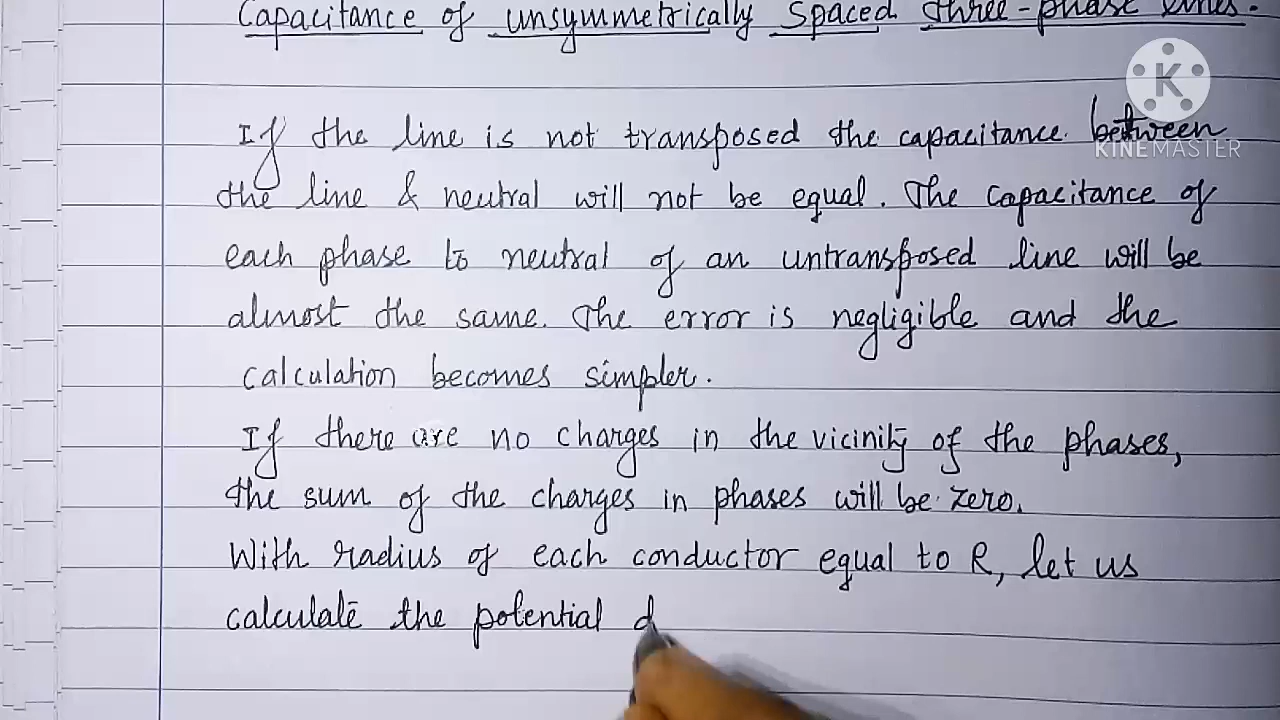 Capacitance of unsymmetrically Spaced three-phase lines.
K
KINEMASTER
If the line is not transposed the capacitance between
the line & neutral will not be equal. The capacitance of
each phase to neutral of an untransposed line will be
almost the same. The error is negligible and the
calculation becomes simpler.
If there are no charges in the vicinity of the phases,
the sum of the charges in phases will be zero.
With radius of each conductor equal to R, let us
calculate the potential d